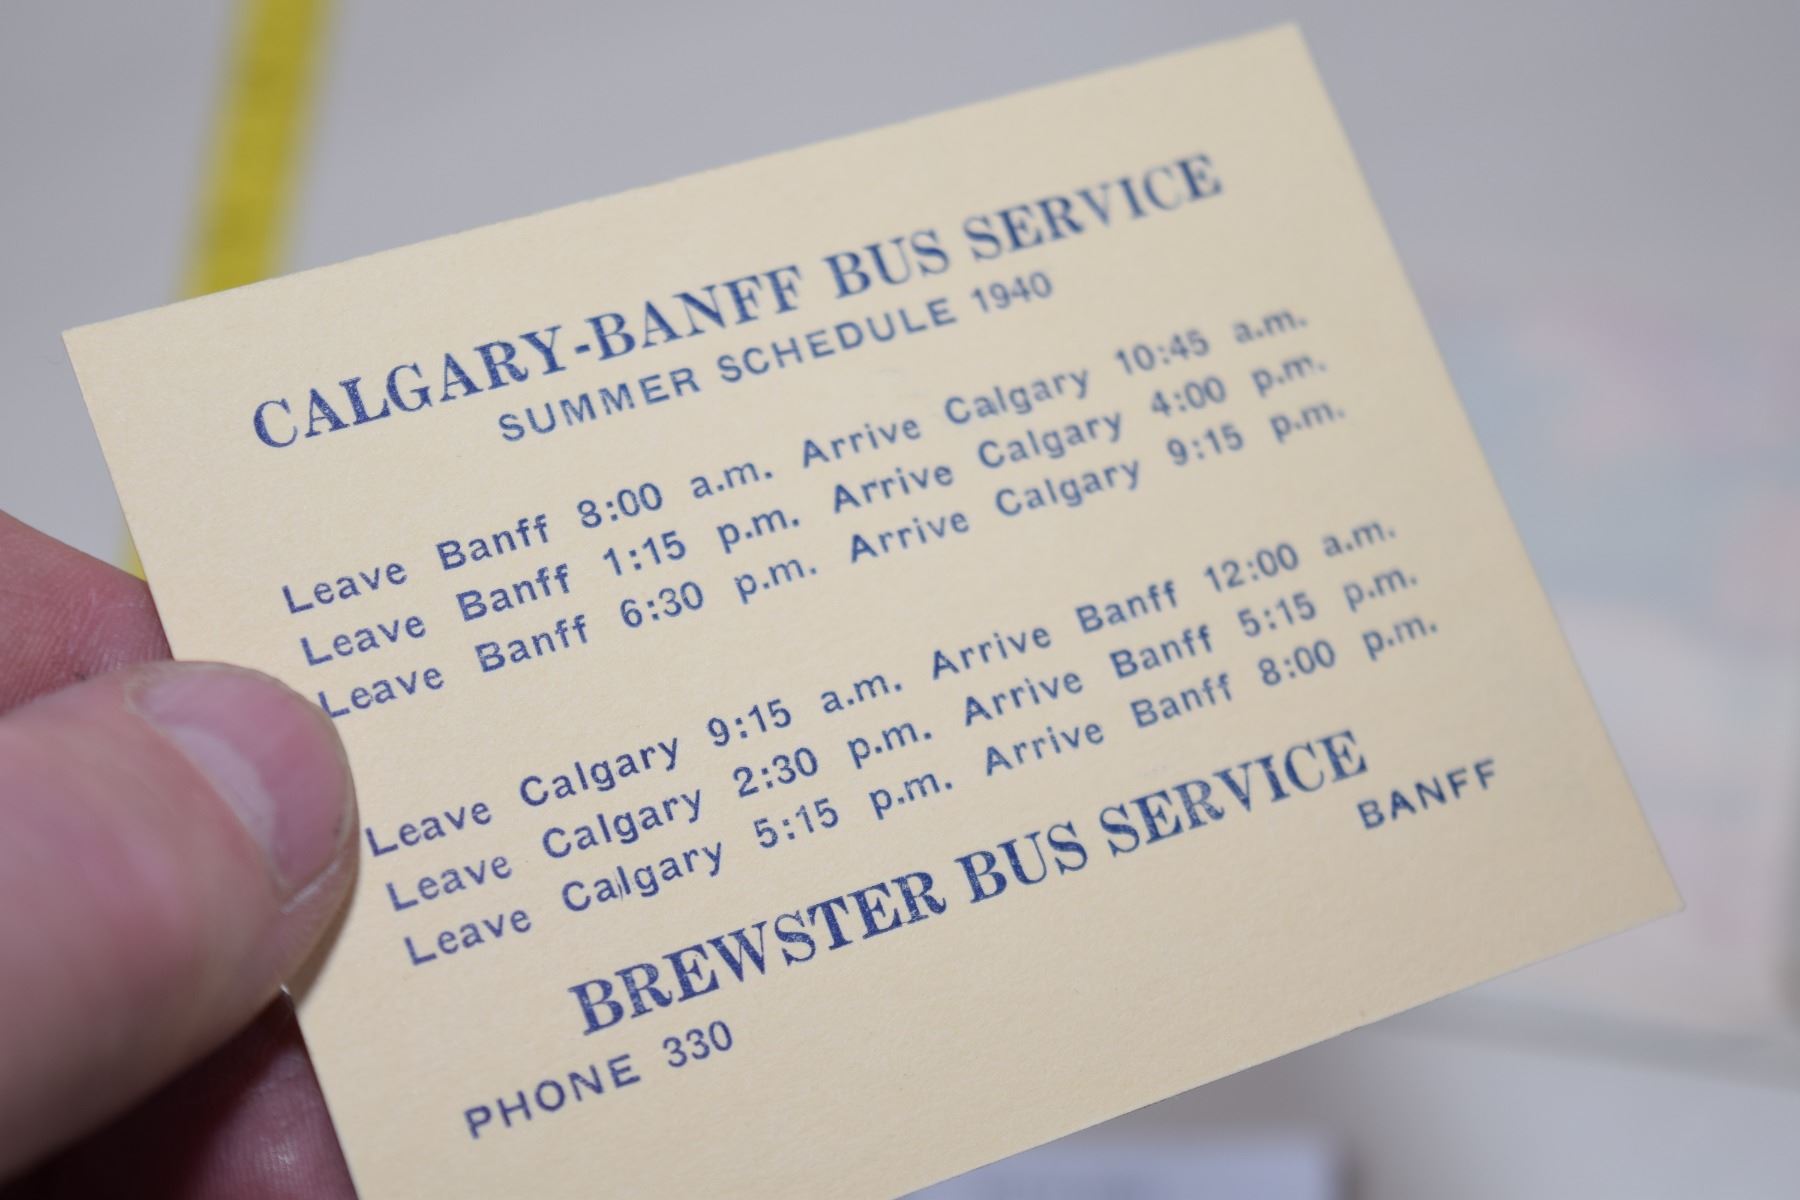 CALGARY-BANFF BUS SERVICE
SUMMER SCHEDULE 1940
Leave Banff 8:00 a.m. Arrive Calgary 10:45 a.m.
Leave Banff 1:15 p.m. Arrive Calgary 4:00 p.m.
Leave Banff 6:30 p.m. Arrive Calgary 9:15 p.m.
Leave Calgary 9:15 a.m. Arrive Banff 12:00 a.m.
Leave Calgary 2:30 p.m. Arrive Banff 5:15 p.m.
Leave Calgary 5:15 p.m. Arrive Banff 8:00 p.m.
BREWSTER BUS SERVICE
PHONE 330 BANFF